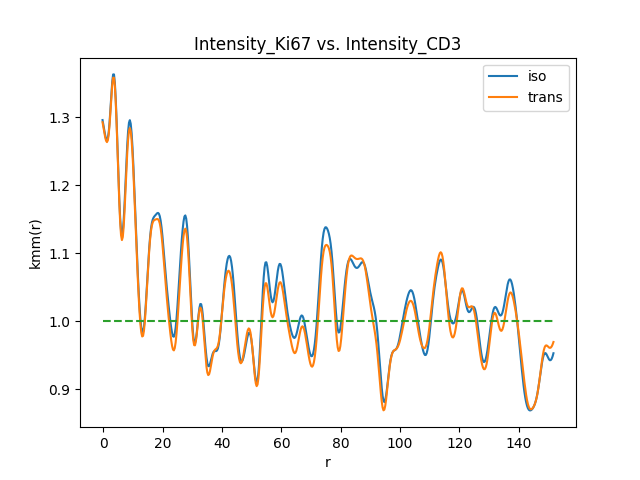 Intensity_Ki67 vs. Intensity_CD3
iso
trans
kmm(r)
1.3
1.2
1.1
1.0
0.9
0 20 40 60 80 100 120 140
r